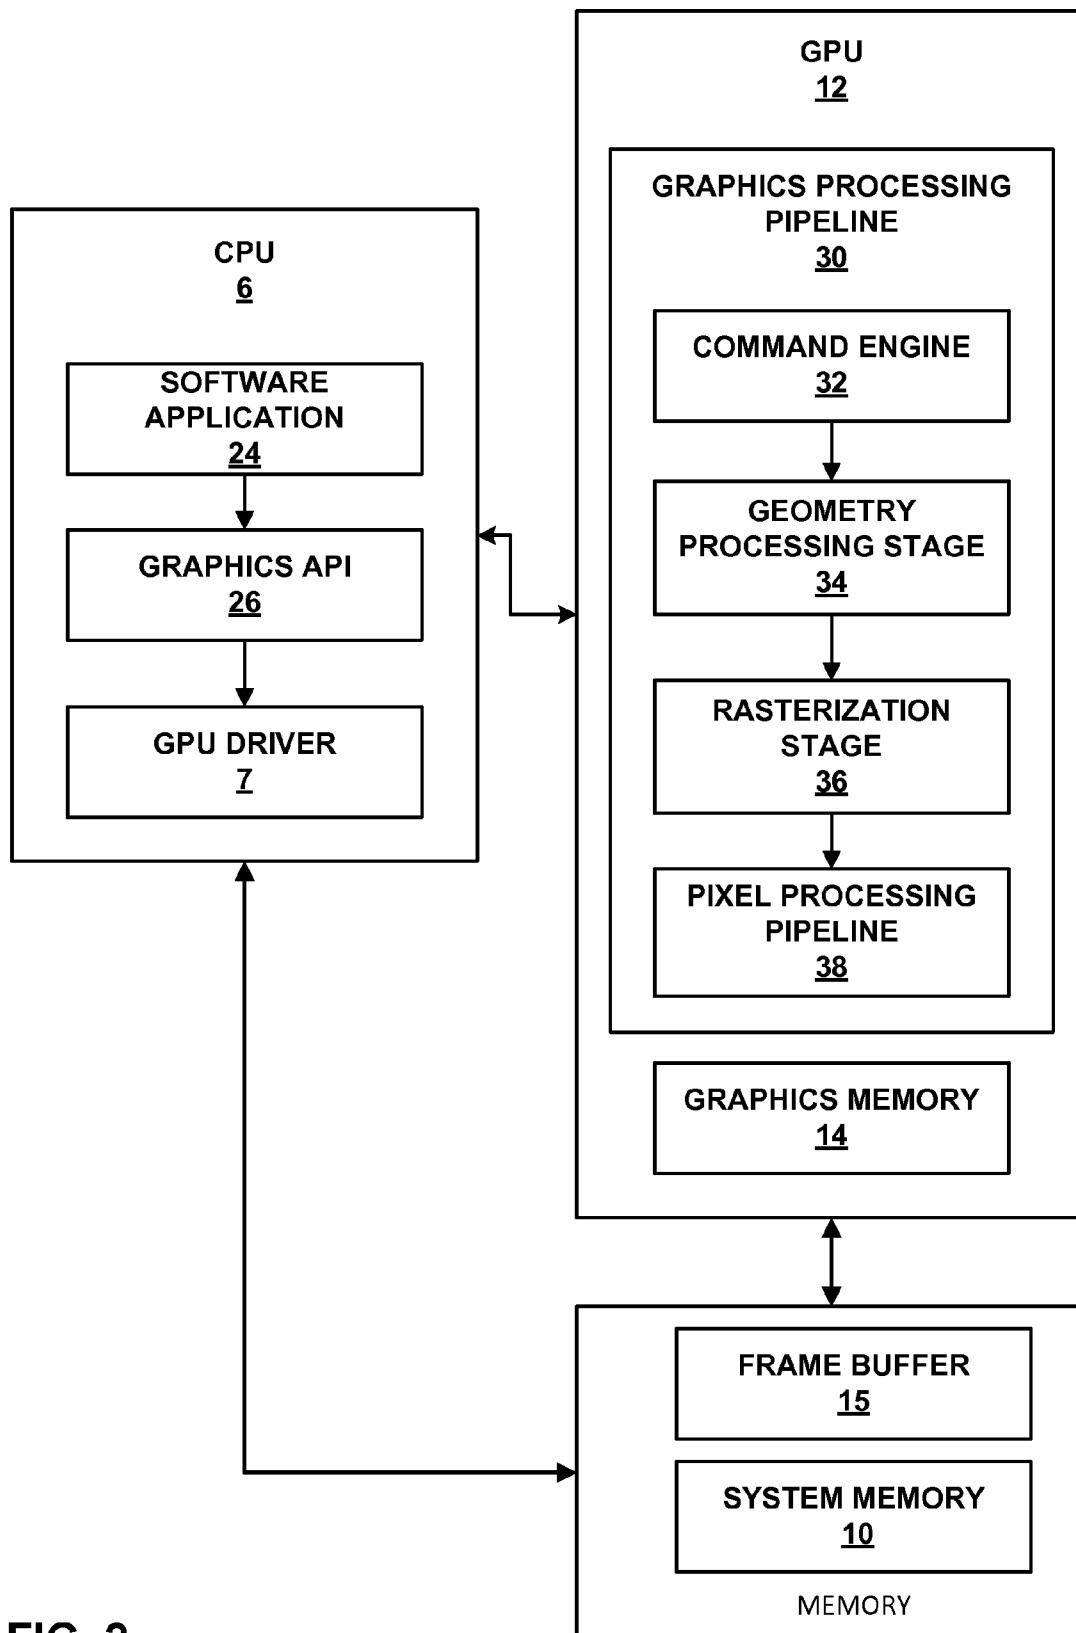 GPU
12
GRAPHICS PROCESSING
PIPELINE
30
COMMAND ENGINE
32
GEOMETRY
PROCESSING STAGE
34
RASTERIZATION
STAGE
36
PIXEL PROCESSING
PIPELINE
38
GRAPHICS MEMORY
14
CPU
6
SOFTWARE
APPLICATION
24
GRAPHICS API
26
GPU DRIVER
7
FRAME BUFFER
15
SYSTEM MEMORY
10
MEMORY
FIG. 2